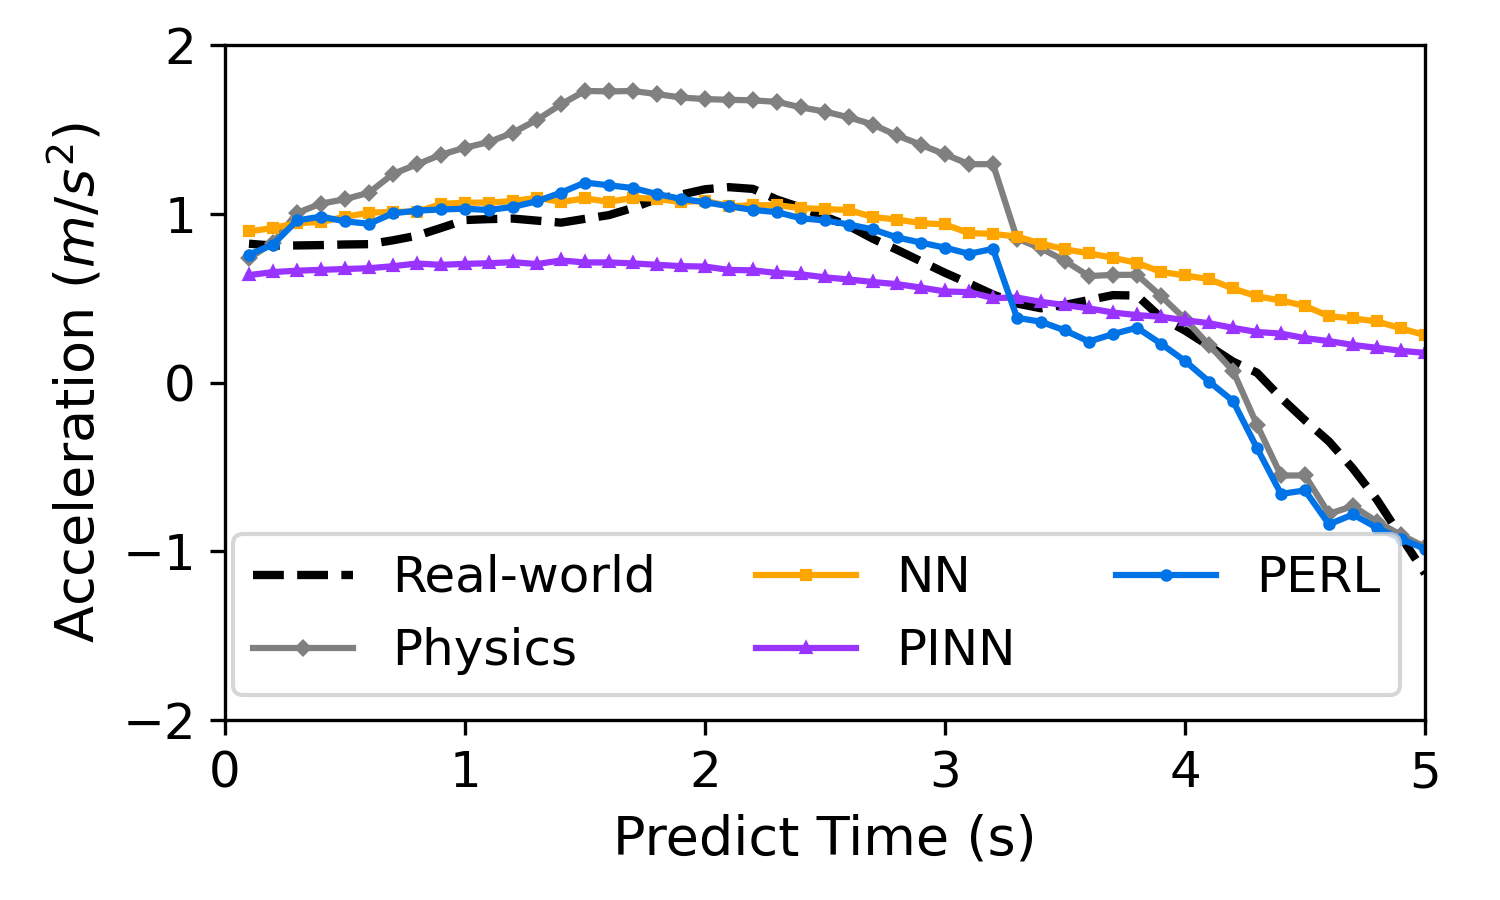 2
1
0
−1
−2
Acceleration (m/s²)
Real-world
NN
PERL
Physics
PINN
0 1 2 3 4 5
Predict Time (s)